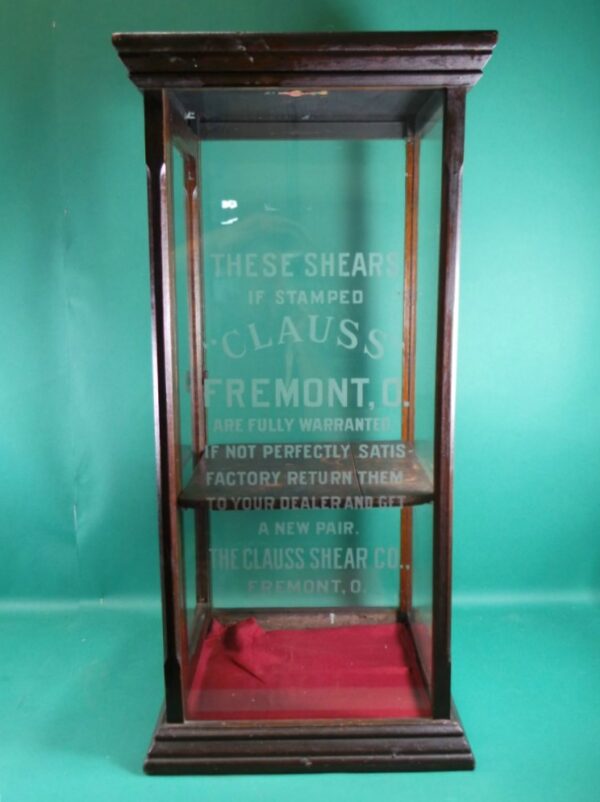 THESE SHEARS
IF STAMPED
·CLAUSS·
FREMONT, O.
ARE FULLY WARRANTED.
IF NOT PERFECTLY SATIS-
FACTORY RETURN THEM
TO YOUR DEALER AND GET
A NEW PAIR.
THE CLAUSS SHEAR CO.,
FREMONT, O.